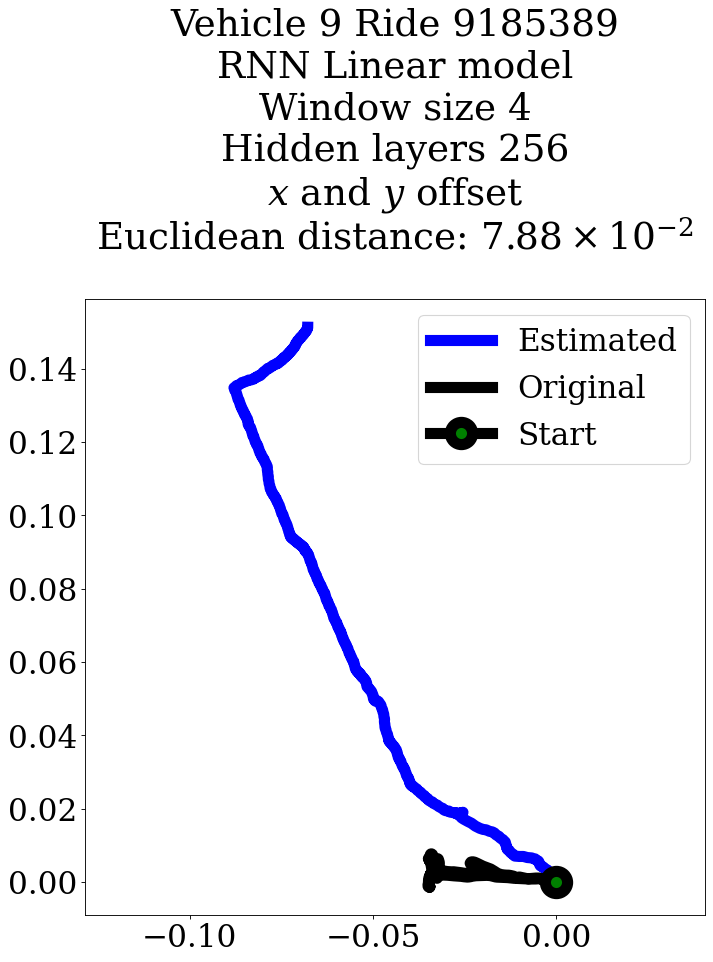 Vehicle 9 Ride 9185389
RNN Linear model
Window size 4
Hidden layers 256
x and y offset
Euclidean distance: 7.88 × 10⁻²
Estimated
Original
Start
0.14
0.12
0.10
0.08
0.06
0.04
0.02
0.00
−0.10
−0.05
0.00